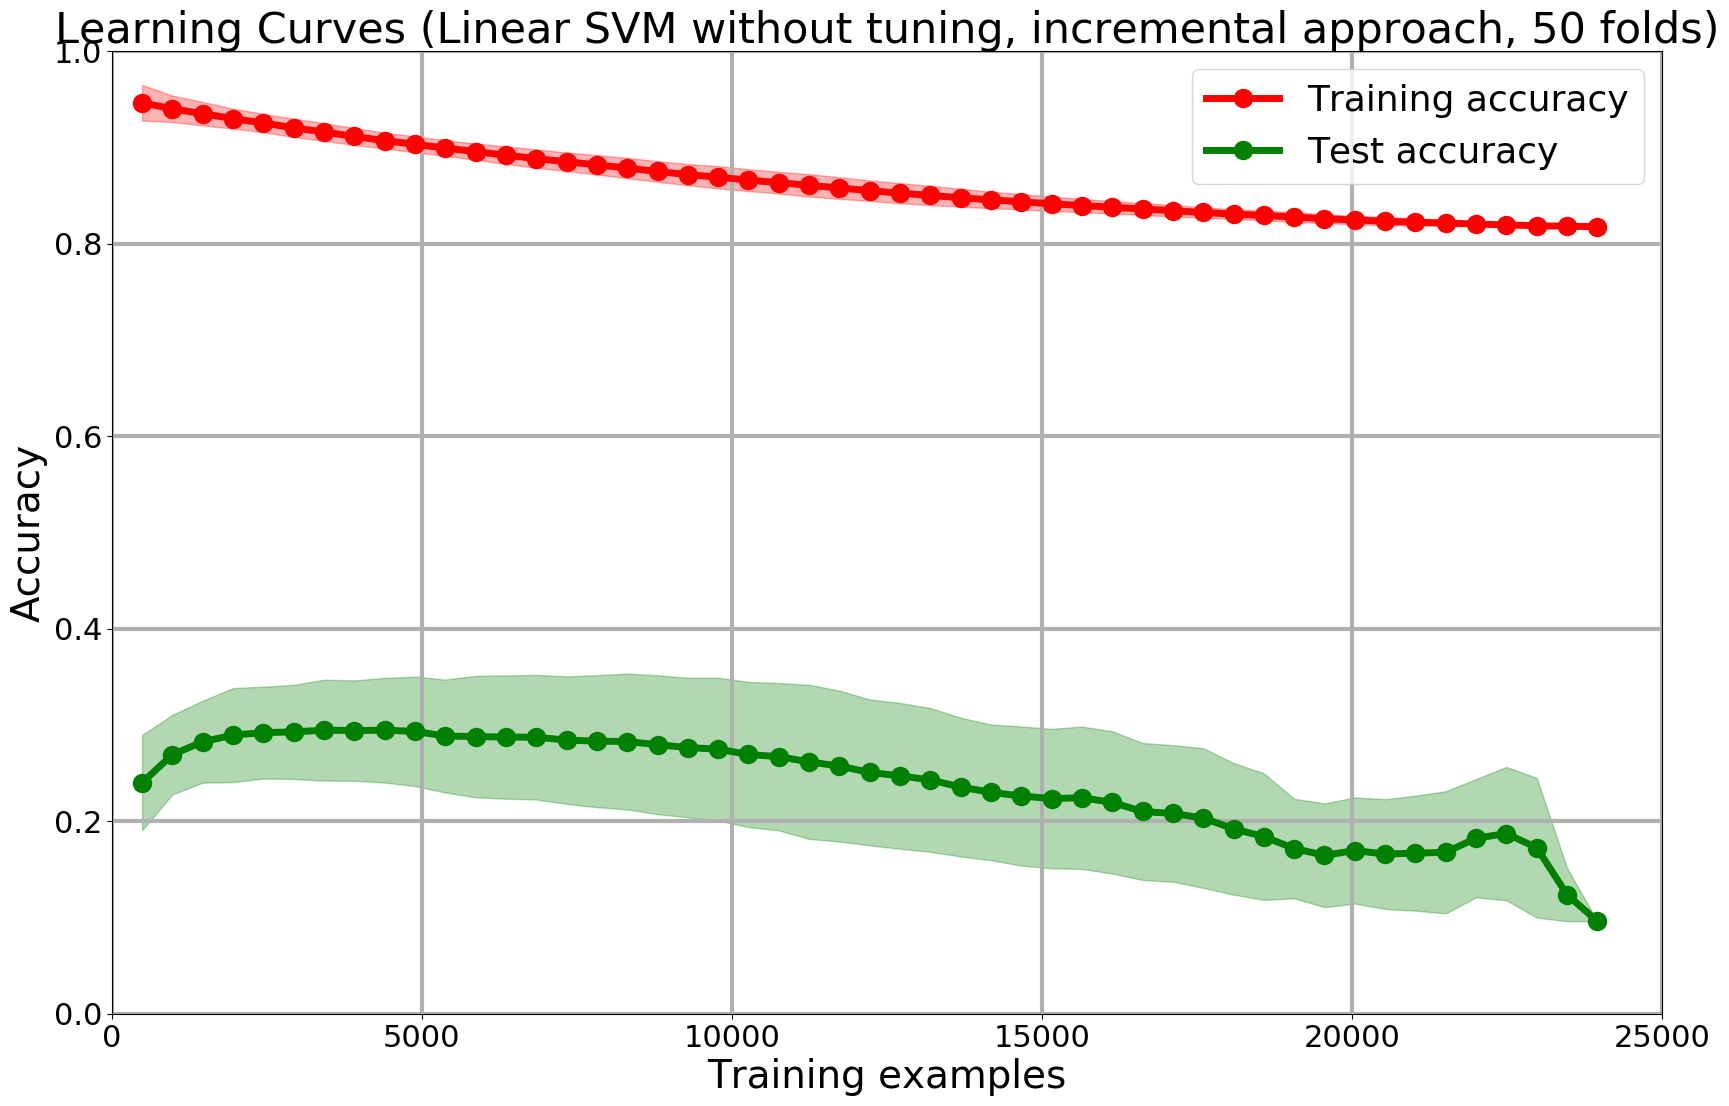 Learning Curves (Linear SVM without tuning, incremental approach, 50 folds)
Training accuracy
Test accuracy
1.0
0.8
0.6
0.4
0.2
0.0
Accuracy
0 5000 10000 15000 20000 25000
Training examples